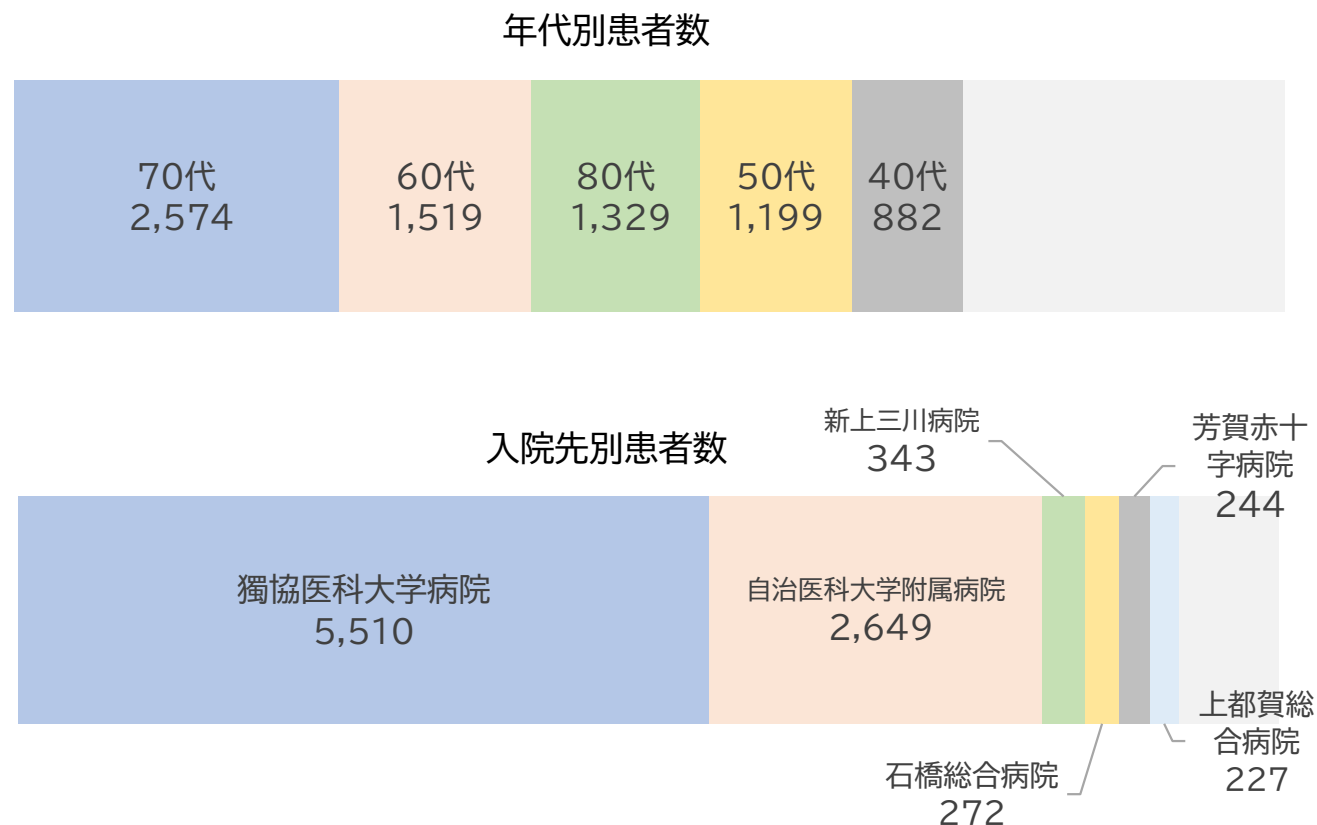 年代別患者数
70代
2,574
60代
1,519
80代
1,329
50代
1,199
40代
882
入院先別患者数
新上三川病院
343
芳賀赤十
字病院
244
獨協医科大学病院
5,510
自治医科大学附属病院
2,649
石橋総合病院
272
上都賀総
合病院
227